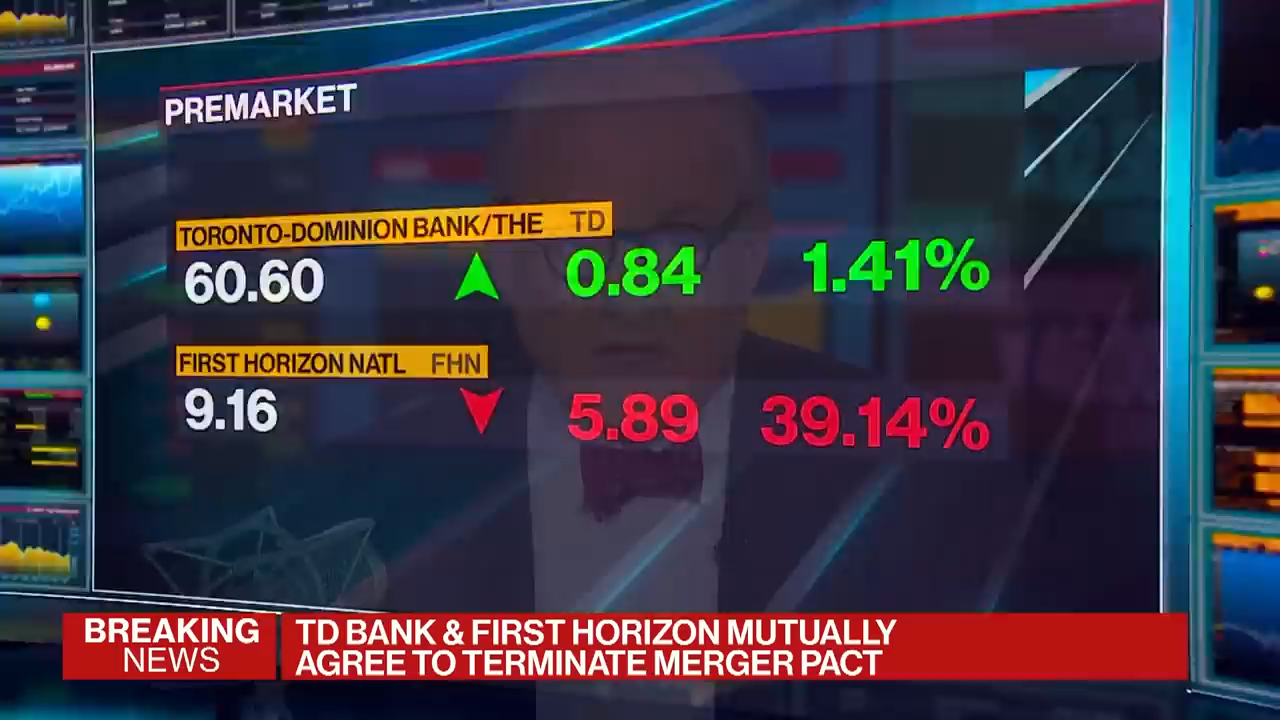 PREMARKET
TORONTO-DOMINION BANK/THE TD
60.60 ▲ 0.84 1.41%
FIRST HORIZON NATL FHN
9.16 ▼ 5.89 39.14%
BREAKING NEWS
TD BANK & FIRST HORIZON MUTUALLY
AGREE TO TERMINATE MERGER PACT